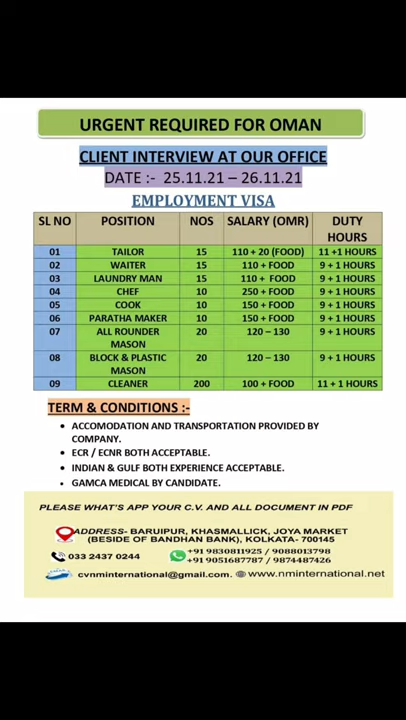 URGENT REQUIRED FOR OMAN
CLIENT INTERVIEW AT OUR OFFICE
DATE :- 25.11.21 – 26.11.21
EMPLOYMENT VISA
SL NO POSITION NOS SALARY (OMR) DUTY HOURS
01 TAILOR 15 110 + 20 (FOOD) 11 +1 HOURS
02 WAITER 15 110 + FOOD 9 + 1 HOURS
03 LAUNDRY MAN 15 110 + FOOD 9 + 1 HOURS
04 CHEF 10 250 + FOOD 9 + 1 HOURS
05 COOK 10 150 + FOOD 9 + 1 HOURS
06 PARATHA MAKER 10 150 + FOOD 9 + 1 HOURS
07 ALL ROUNDER MASON 20 120 – 130 9 + 1 HOURS
08 BLOCK & PLASTIC MASON 20 120 – 130 9 + 1 HOURS
09 CLEANER 200 100 + FOOD 11 + 1 HOURS
TERM & CONDITIONS :-
• ACCOMODATION AND TRANSPORTATION PROVIDED BY
COMPANY.
• ECR / ECNR BOTH ACCEPTABLE.
• INDIAN & GULF BOTH EXPERIENCE ACCEPTABLE.
• GAMCA MEDICAL BY CANDIDATE.
PLEASE WHAT'S APP YOUR C.V. AND ALL DOCUMENT IN PDF
ADDRESS- BARUIPUR, KHASMALLICK, JOYA MARKET
(BESIDE OF BANDHAN BANK), KOLKATA- 700145
033 2437 0244
+91 9830811925 / 9088013798
+91 9051687787 / 9874487426
cvnminternational@gmail.com. www.nminternational.net